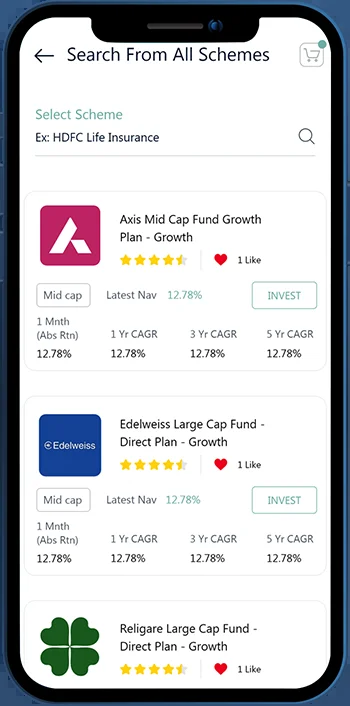 Search From All Schemes
Select Scheme
Ex: HDFC Life Insurance
Axis Mid Cap Fund Growth
Plan - Growth
1 Like
Mid cap Latest Nav 12.78% INVEST
1 Mnth
(Abs Rtn) 1 Yr CAGR 3 Yr CAGR 5 Yr CAGR
12.78% 12.78% 12.78% 12.78%
Edelweiss Edelweiss Large Cap Fund -
Direct Plan - Growth
1 Like
Mid cap Latest Nav 12.78% INVEST
1 Mnth
(Abs Rtn) 1 Yr CAGR 3 Yr CAGR 5 Yr CAGR
12.78% 12.78% 12.78% 12.78%
Religare Large Cap Fund -
Direct Plan - Growth
1 Like